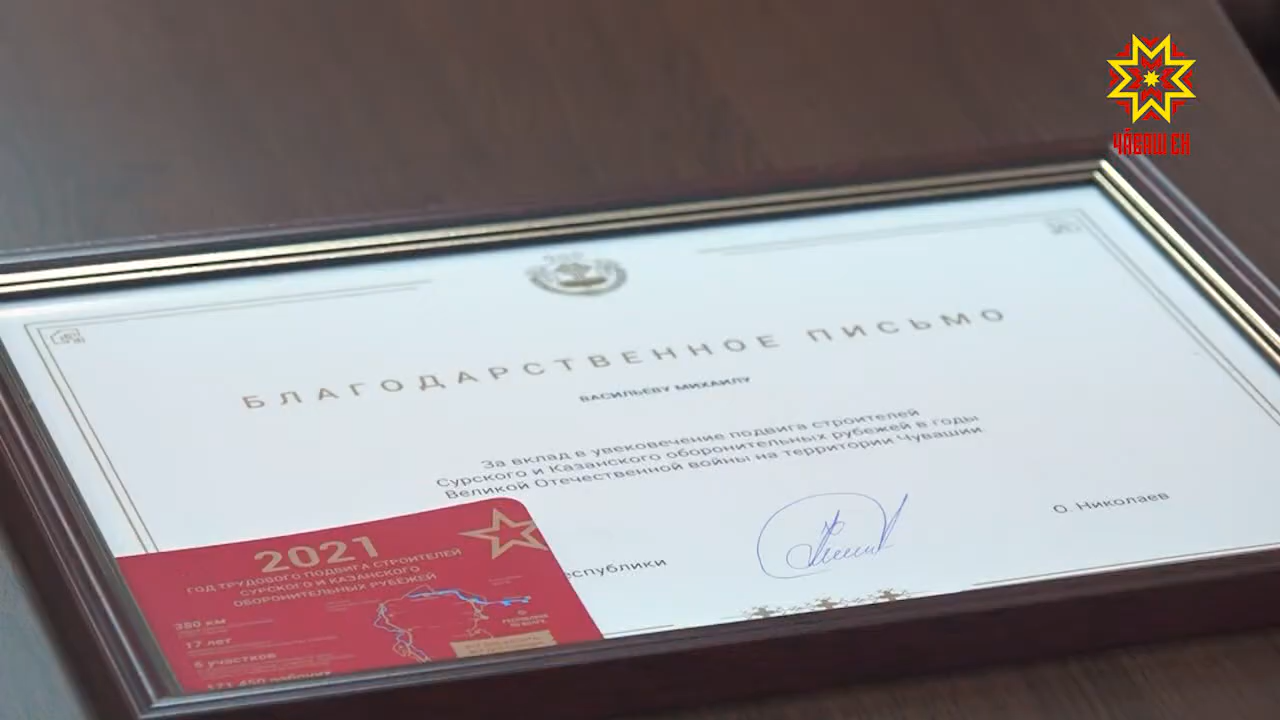 ЧӐВАШ ЕН
БЛАГОДАРСТВЕННОЕ ПИСЬМО
ВАСИЛЬЕВУ МИХАИЛУ
За вклад в увековечение подвига строителей
Сурского и Казанского оборонительных рубежей в годы
Великой Отечественной войны на территории Чувашии
еспублики
О. Николаев
2021
ГОД ТРУДОВОГО ПОДВИГА СТРОИТЕЛЕЙ
СУРСКОГО И КАЗАНСКОГО
ОБОРОНИТЕЛЬНЫХ РУБЕЖЕЙ
380 км
17 лет
6 участков